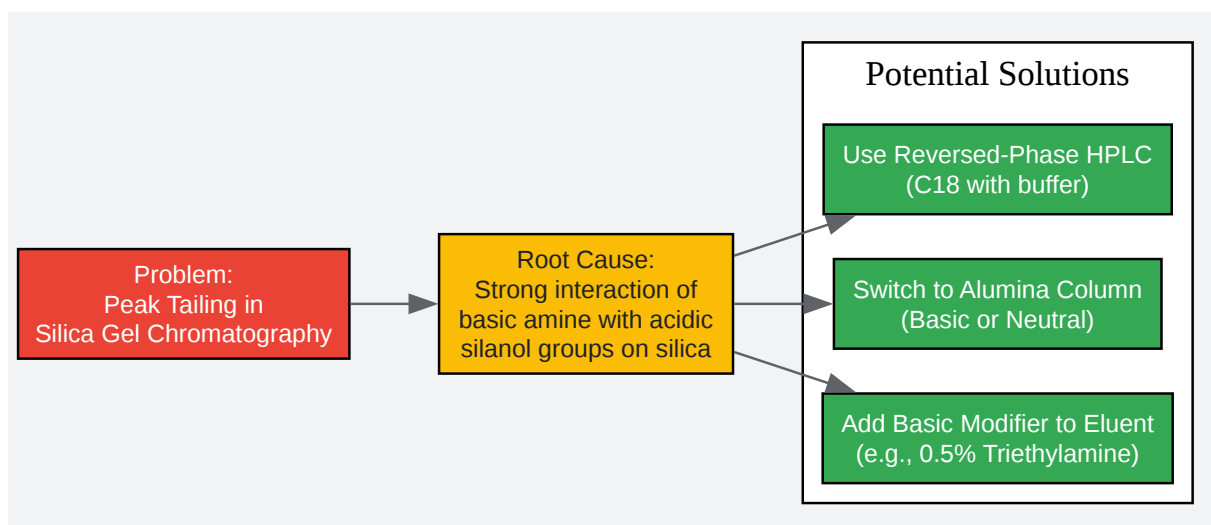 Problem:
Peak Tailing in
Silica Gel Chromatography
Root Cause:
Strong interaction of
basic amine with acidic
silanol groups on silica
Potential Solutions
Use Reversed-Phase HPLC
(C18 with buffer)
Switch to Alumina Column
(Basic or Neutral)
Add Basic Modifier to Eluent
(e.g., 0.5% Triethylamine)